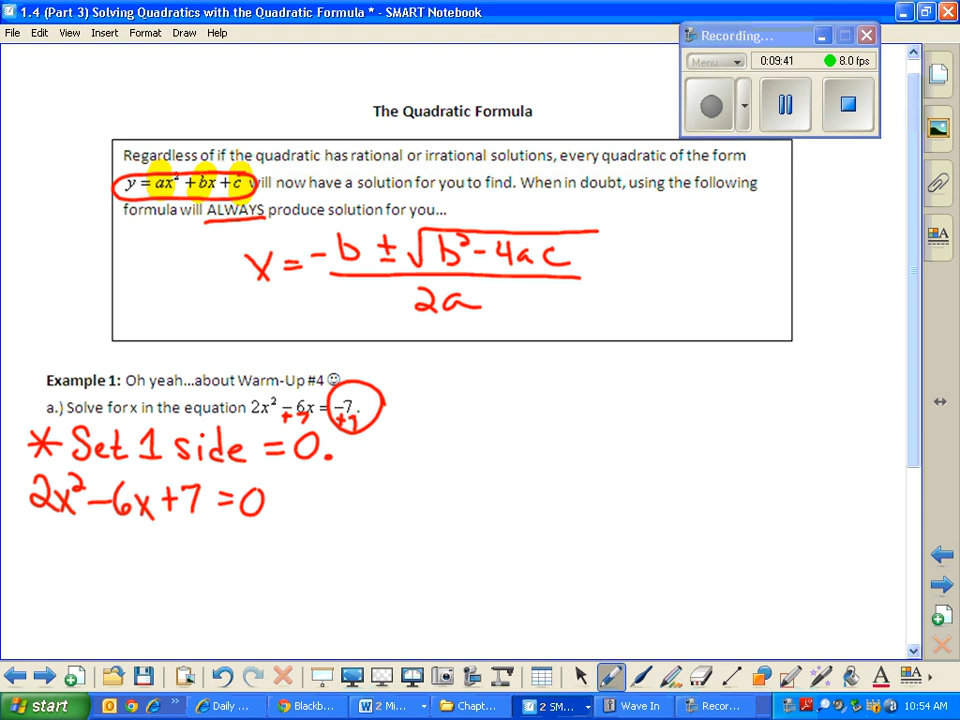 1.4 (Part 3) Solving Quadratics with the Quadratic Formula * - SMART Notebook
File Edit View Insert Format Draw Help
Recording...
Menu 0:09:41 8.0 fps
The Quadratic Formula
Regardless of if the quadratic has rational or irrational solutions, every quadratic of the form
y = ax² + bx + c will now have a solution for you to find. When in doubt, using the following
formula will ALWAYS produce solution for you...
x = -b ± √b² - 4ac
2a
Example 1: Oh yeah...about Warm-Up #4 ☺
a.) Solve for x in the equation 2x² − 6x = −7.
+7 +7
* Set 1 side = 0.
2x² - 6x + 7 = 0
start Daily ... Blackb... 2 Mi... Chapt... 2 SM... Wave In Recor... 10:54 AM